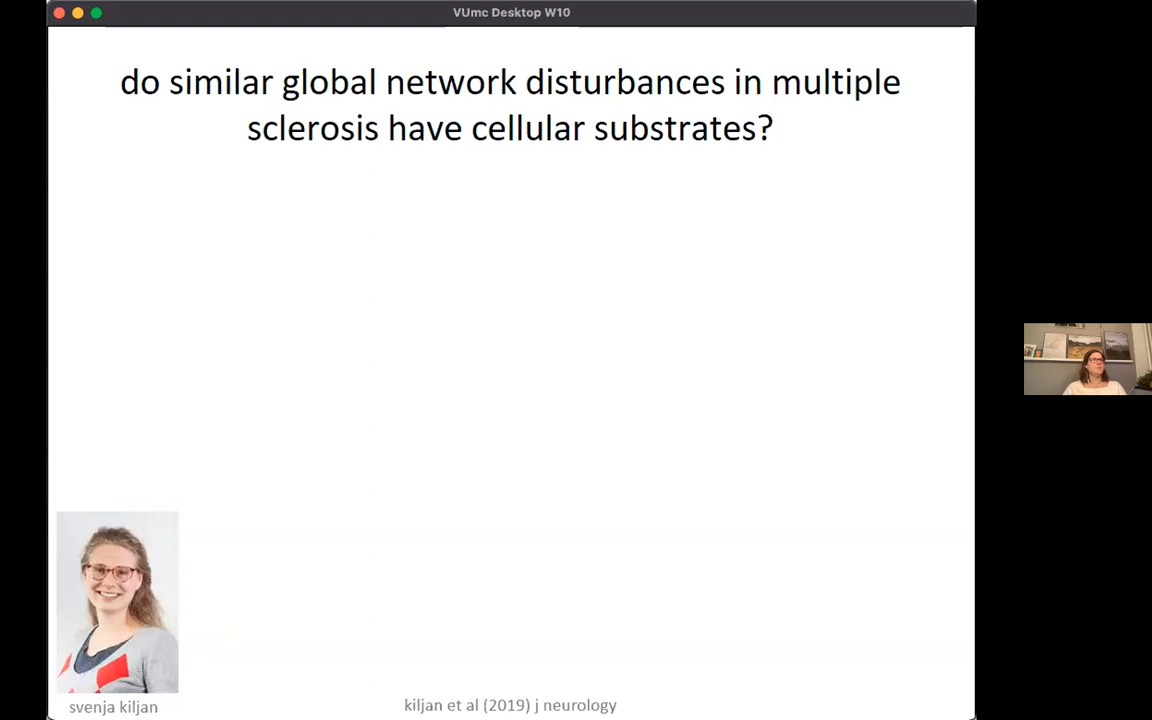 VUmc Desktop W10
do similar global network disturbances in multiple
sclerosis have cellular substrates?
svenja kiljan
kiljan et al (2019) j neurology